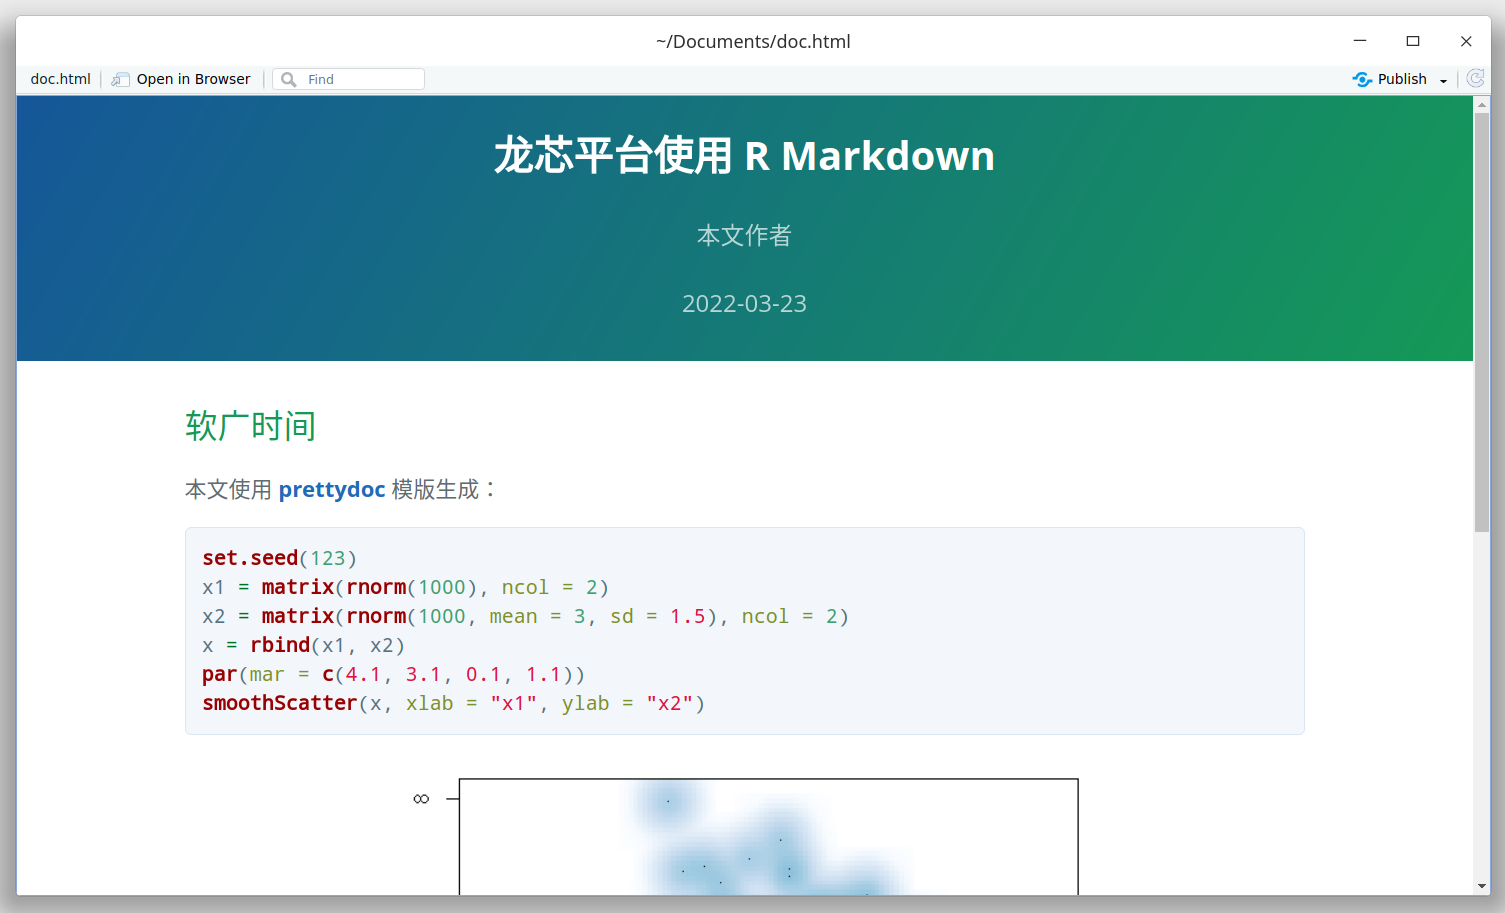 ~/Documents/doc.html
doc.html Open in Browser Find Publish
龙芯平台使用 R Markdown
本文作者
2022-03-23
软广时间
本文使用 prettydoc 模版生成：
set.seed(123)
x1 = matrix(rnorm(1000), ncol = 2)
x2 = matrix(rnorm(1000, mean = 3, sd = 1.5), ncol = 2)
x = rbind(x1, x2)
par(mar = c(4.1, 3.1, 0.1, 1.1))
smoothScatter(x, xlab = "x1", ylab = "x2")
8